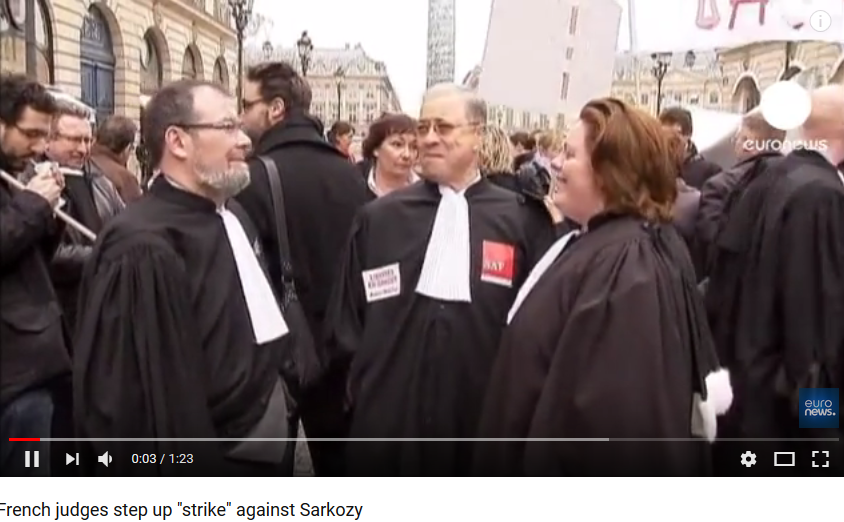 euronews
SAF
euro
news.
0:03 / 1:23
French judges step up "strike" against Sarkozy